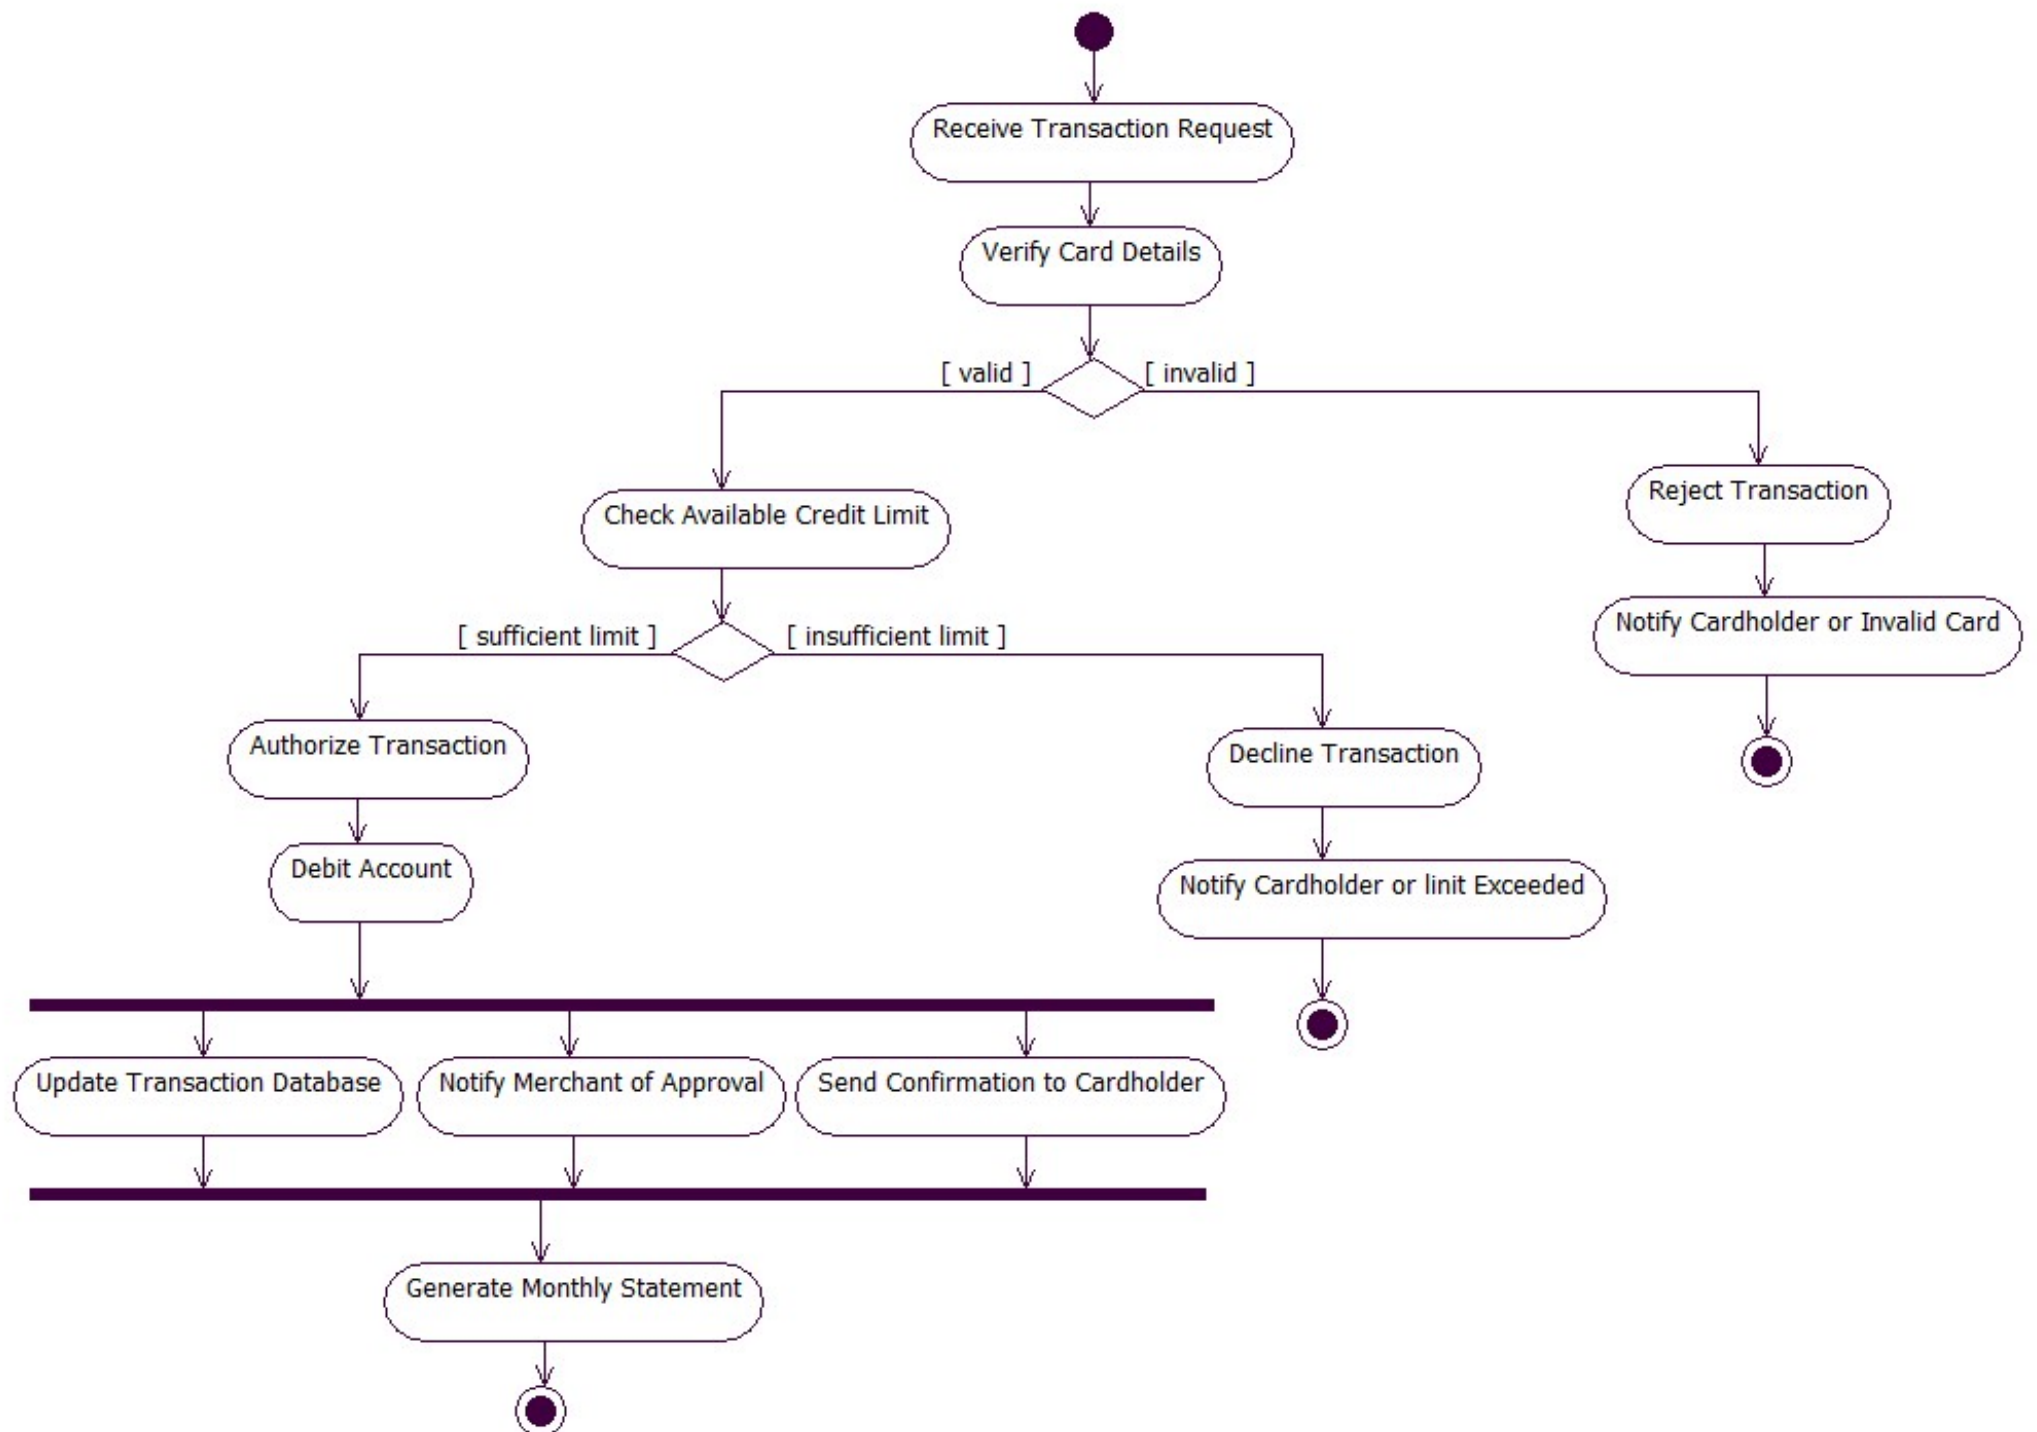 Receive Transaction Request
Verify Card Details
[ valid ]
[ invalid ]
Check Available Credit Limit
Reject Transaction
Notify Cardholder or Invalid Card
[ sufficient limit ]
[ insufficient limit ]
Authorize Transaction
Decline Transaction
Debit Account
Notify Cardholder or linit Exceeded
Update Transaction Database
Notify Merchant of Approval
Send Confirmation to Cardholder
Generate Monthly Statement